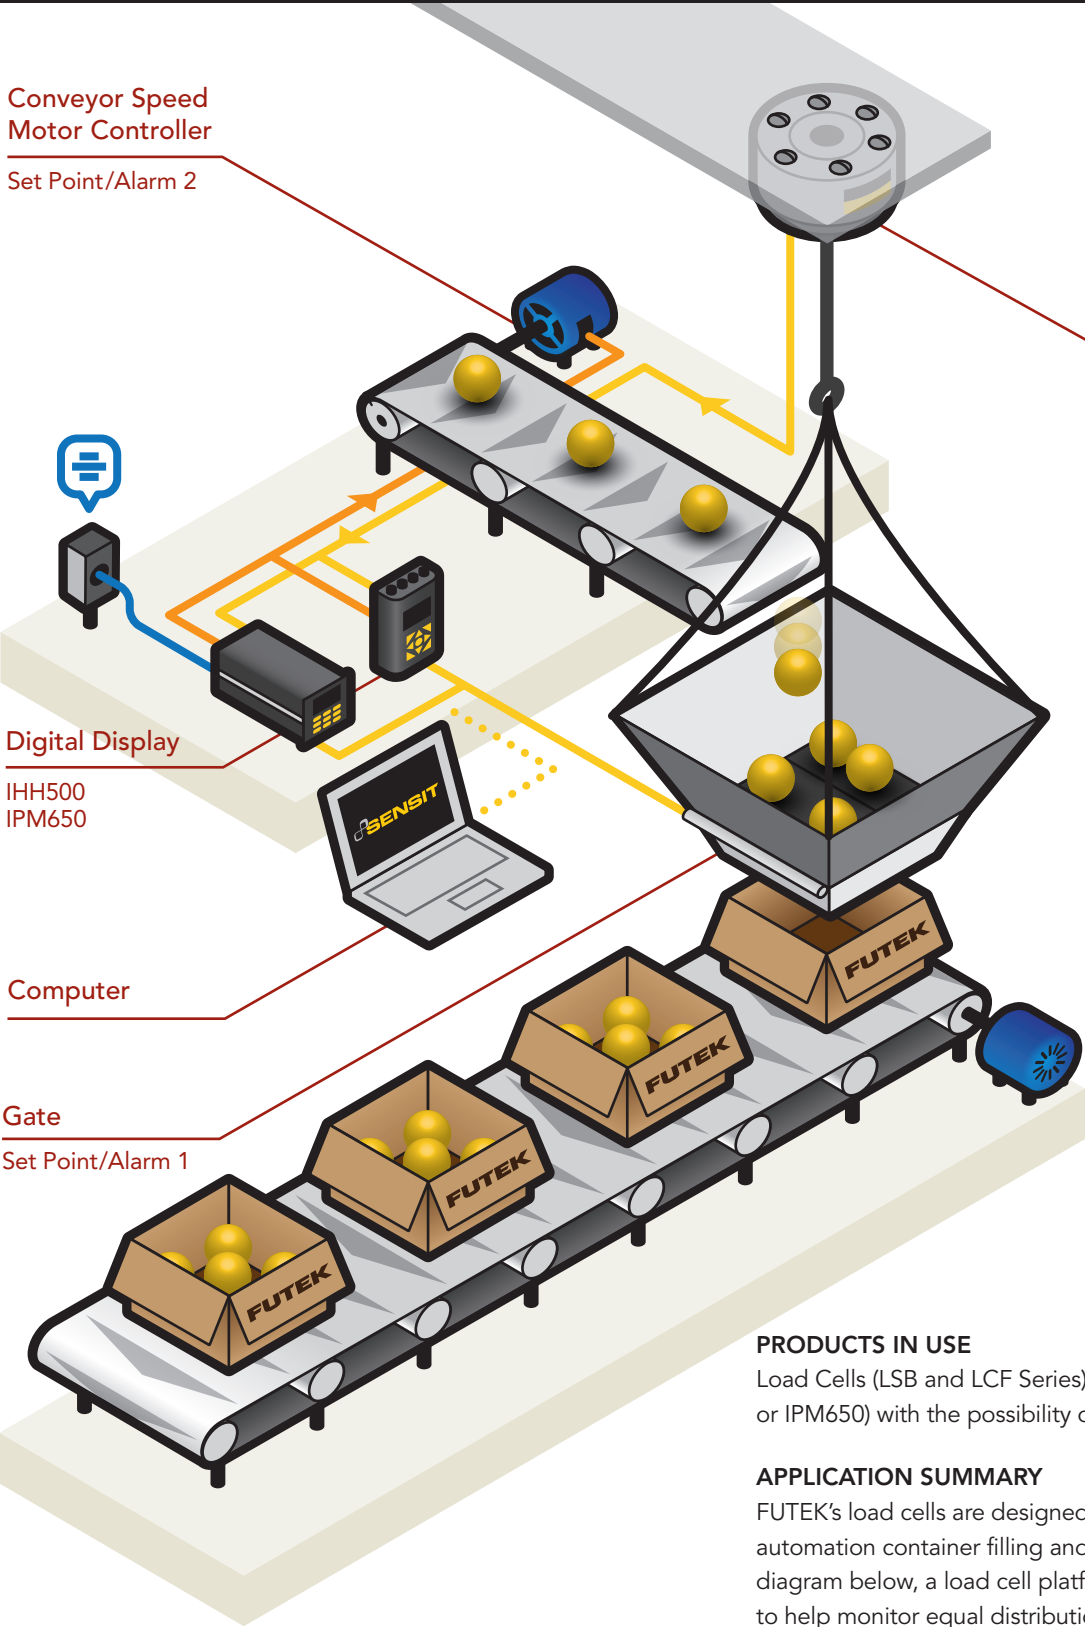 Conveyor Speed
Motor Controller
Set Point/Alarm 2
Digital Display
IHH500
IPM650
SENSIT
Computer
Gate
Set Point/Alarm 1
FUTEK
FUTEK
FUTEK
FUTEK
PRODUCTS IN USE
Load Cells (LSB and LCF Series)
or IPM650) with the possibility o
APPLICATION SUMMARY
FUTEK’s load cells are designed
automation container filling and
diagram below, a load cell platf
to help monitor equal distributi